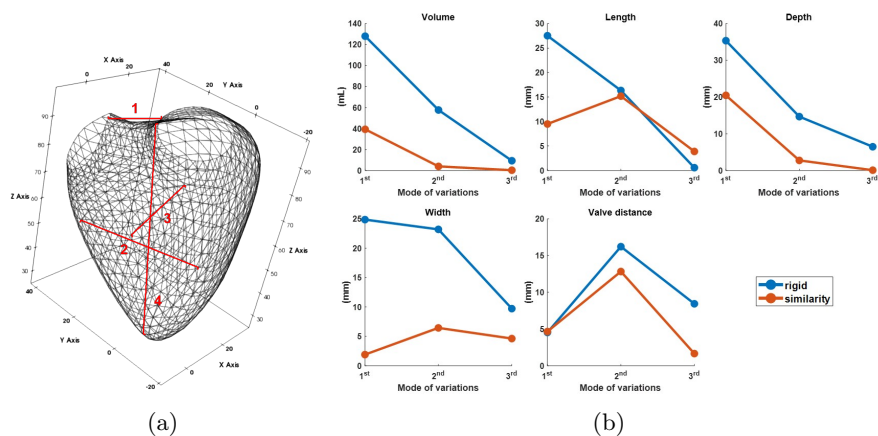 X Axis
0
20
40
Y Axis
20
0
-20
1
90
80
70
60
50
40
30
Z Axis
90
80
70
60
50
40
30
Z Axis
3
2
4
40
20
0
-20
Y Axis
0
20
X Axis
(a)
Volume
140
120
100
80
60
40
20
0
(mL)
1st
2nd
3rd
Mode of variations
Length
30
25
20
15
10
5
0
(mm)
1st
2nd
3rd
Mode of variations
Depth
40
30
20
10
0
(mm)
1st
2nd
3rd
Mode of variations
Width
25
20
15
10
5
0
(mm)
1st
2nd
3rd
Mode of variations
Valve distance
20
15
10
5
0
(mm)
1st
2nd
3rd
Mode of variations
rigid
similarity
(b)